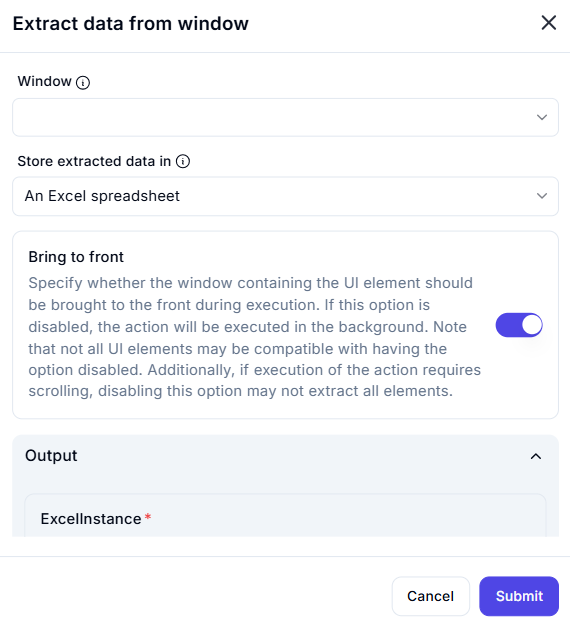 Extract data from window
Window
Store extracted data in
An Excel spreadsheet
Bring to front
Specify whether the window containing the UI element should
be brought to the front during execution. If this option is
disabled, the action will be executed in the background. Note
that not all UI elements may be compatible with having the
option disabled. Additionally, if execution of the action requires
scrolling, disabling this option may not extract all elements.
Output
ExcelInstance *
Cancel Submit